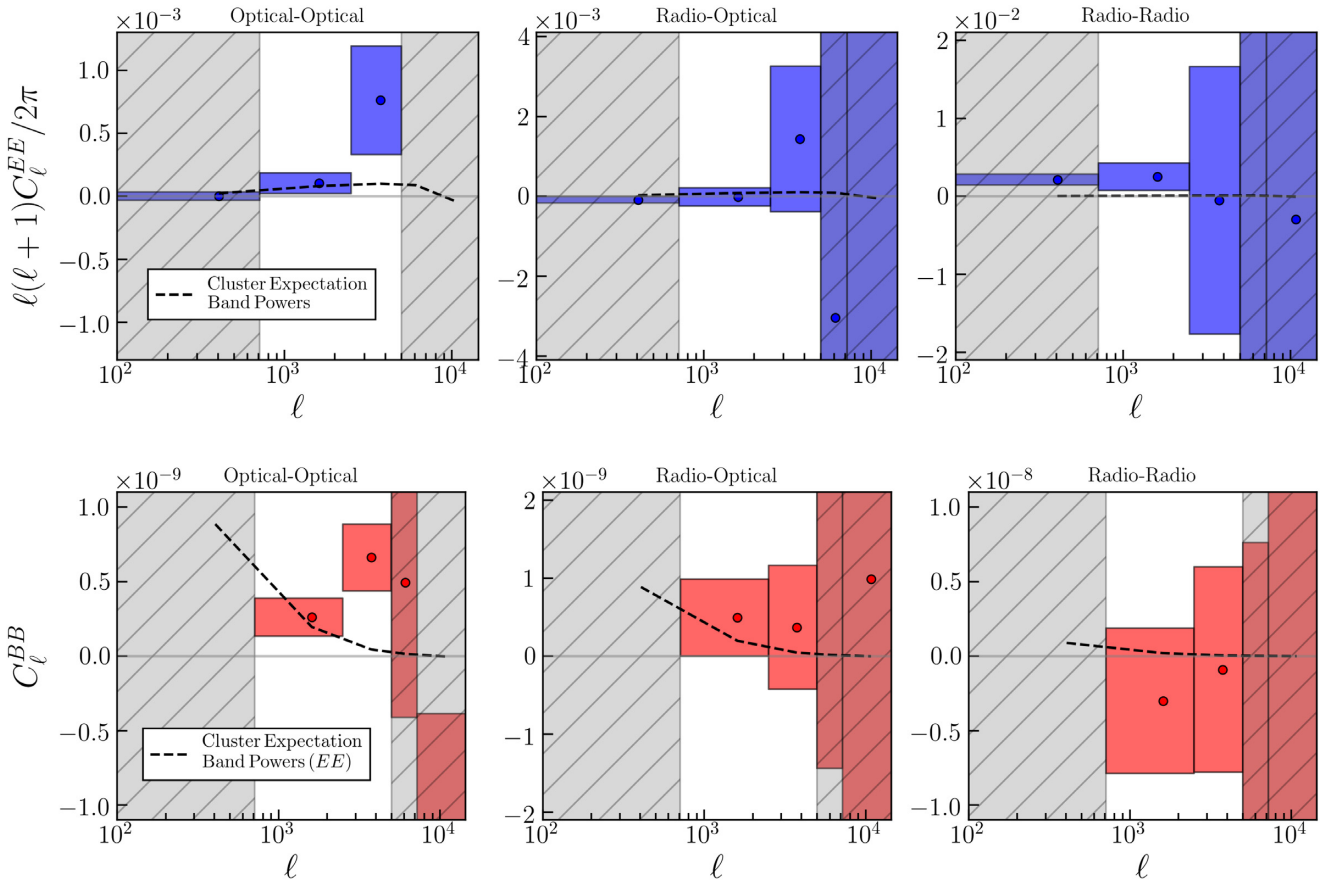 Optical-Optical
Radio-Optical
Radio-Radio
×10⁻³
×10⁻³
×10⁻²
ℓ(ℓ + 1)C_ℓ^{EE}/2π
1.0
0.5
0.0
−0.5
−1.0
4
2
0
−2
−4
2
1
0
−1
−2
Cluster Expectation
Band Powers
10² 10³ 10⁴
10² 10³ 10⁴
10² 10³ 10⁴
ℓ
ℓ
ℓ
Optical-Optical
Radio-Optical
Radio-Radio
×10⁻⁹
×10⁻⁹
×10⁻⁸
C_ℓ^{BB}
1.0
0.5
0.0
−0.5
−1.0
2
1
0
−1
−2
1.0
0.5
0.0
−0.5
−1.0
Cluster Expectation
Band Powers (EE)
10² 10³ 10⁴
10² 10³ 10⁴
10² 10³ 10⁴
ℓ
ℓ
ℓ